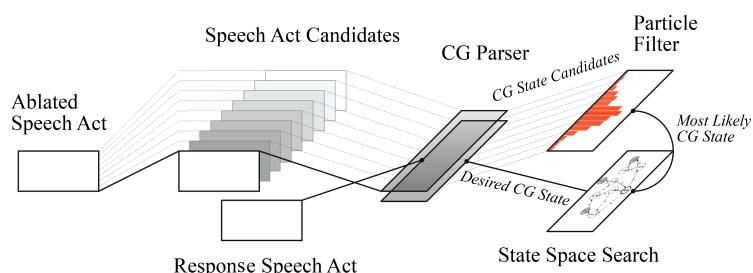 Speech Act Candidates
Particle
Filter
CG Parser
CG State Candidates
Ablated
Speech Act
Most Likely
CG State
Desired CG State
State Space Search
Response Speech Act